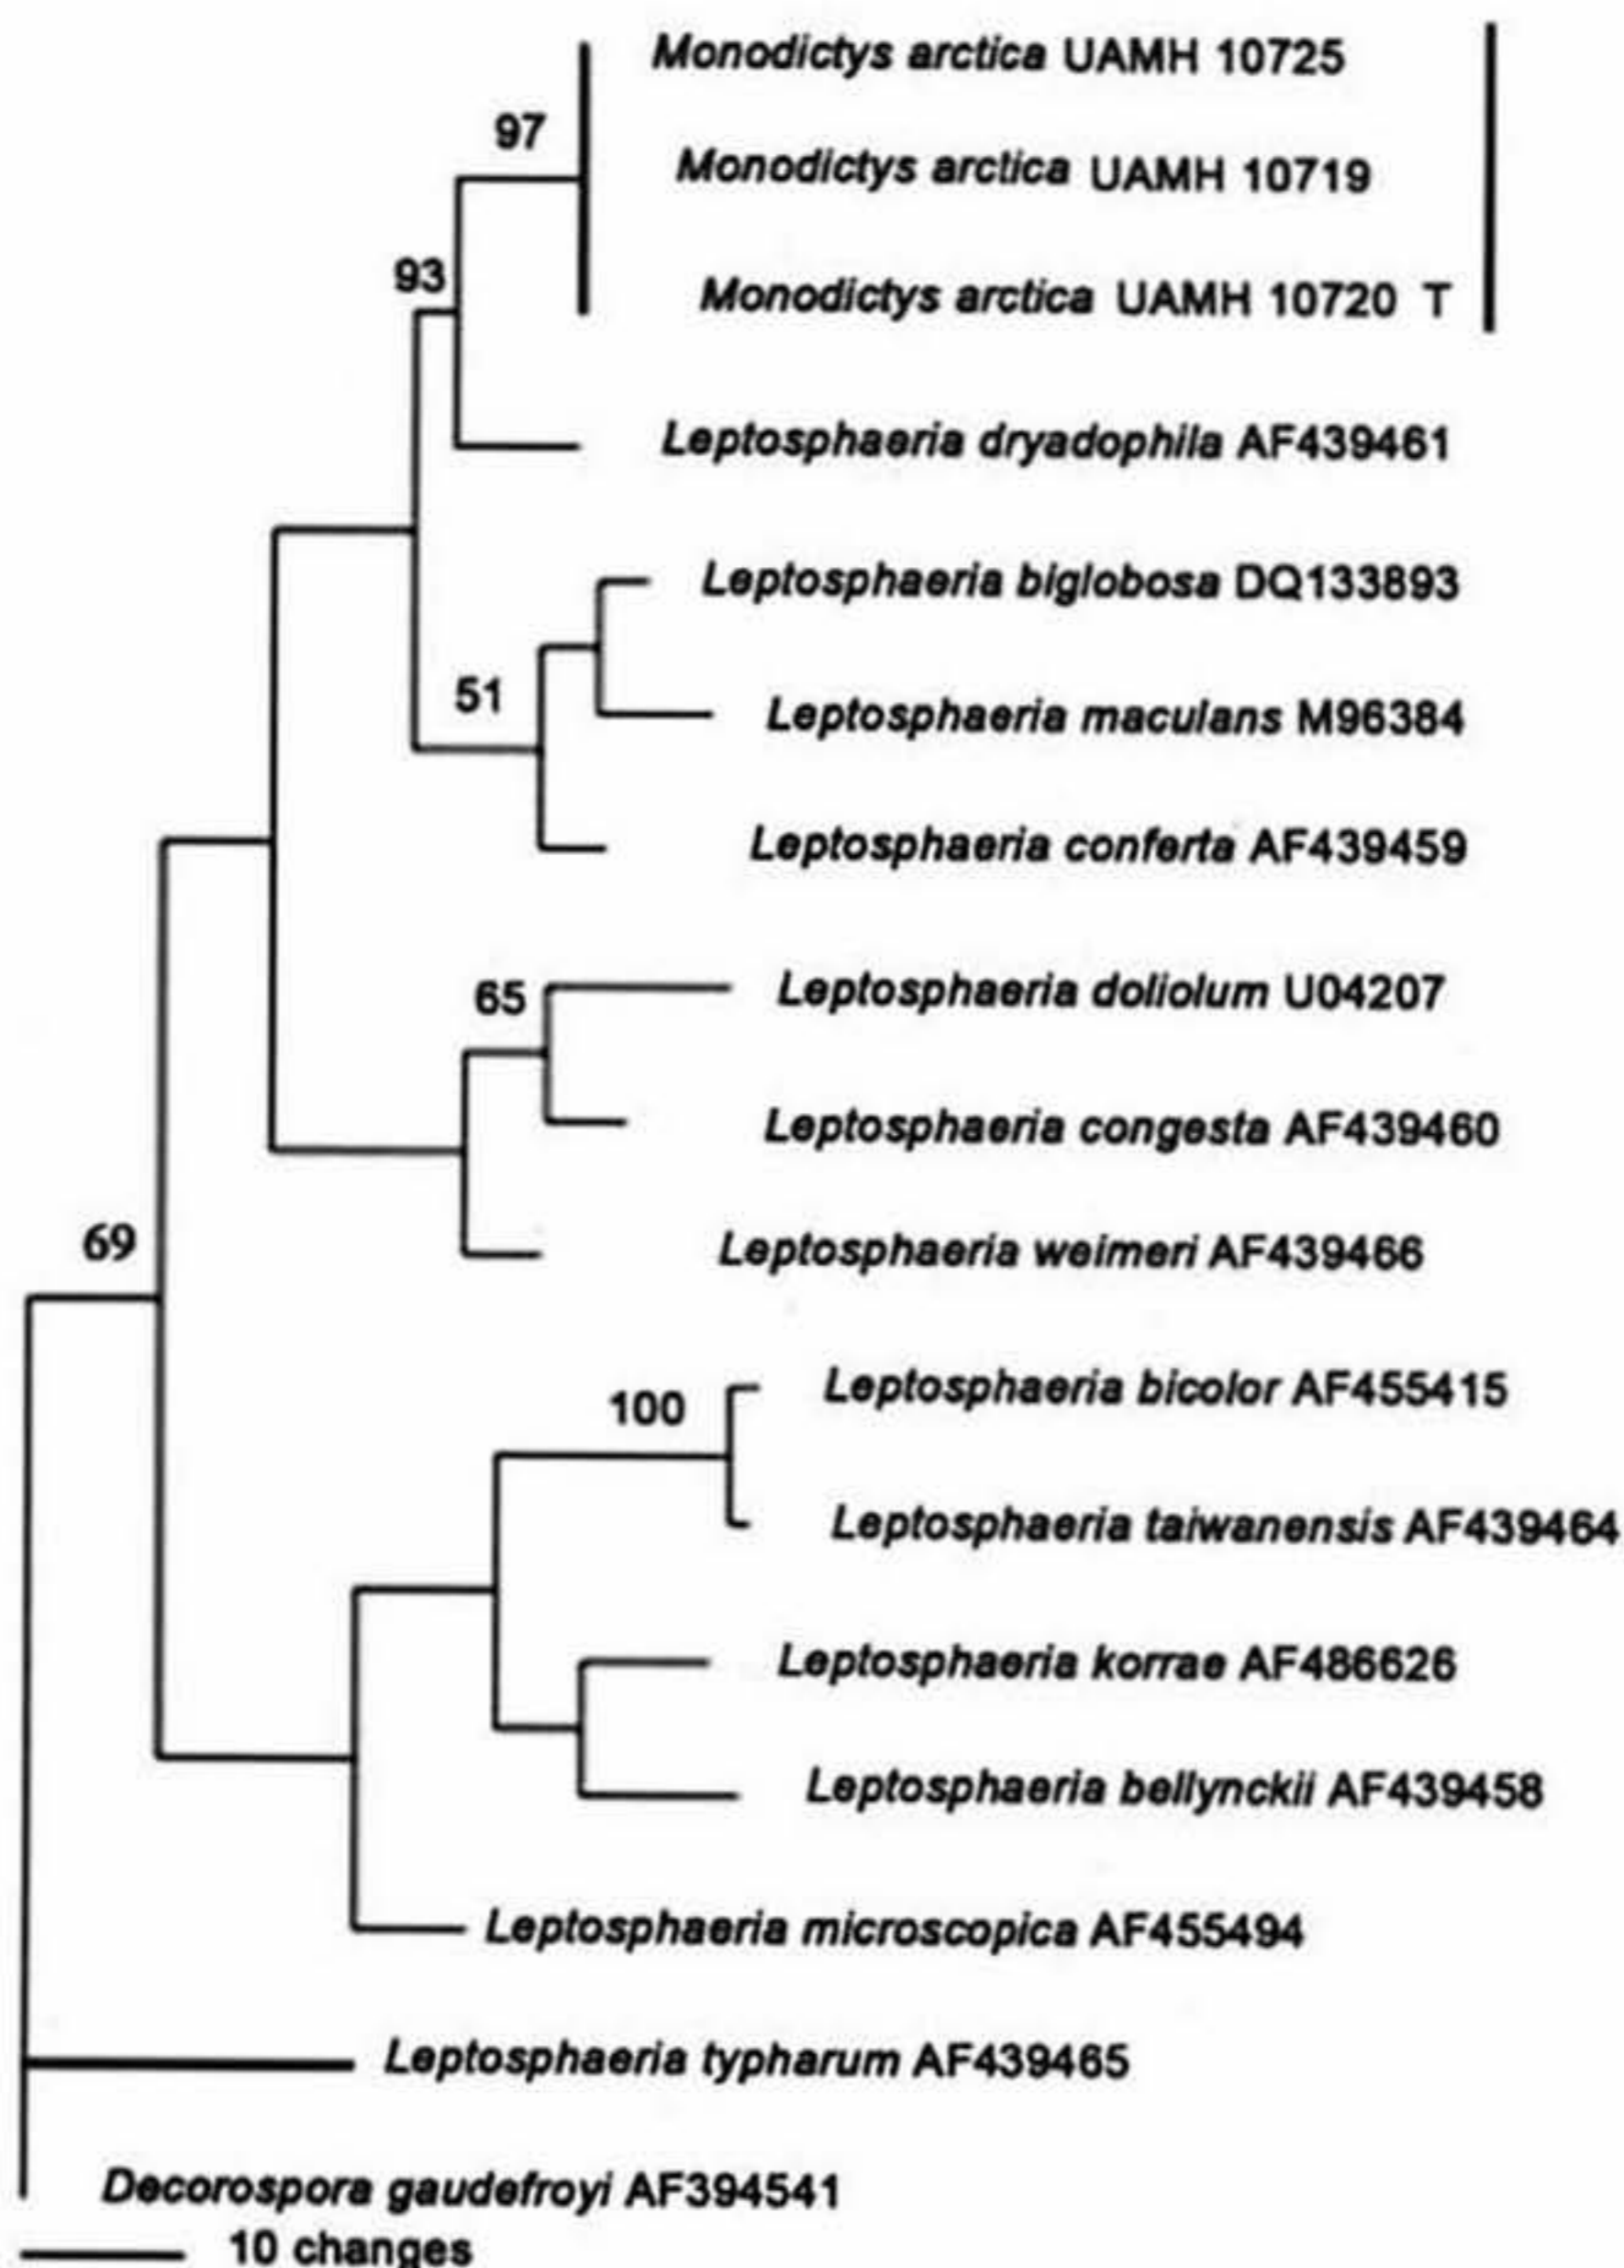 Monodictys arctica UAMH 10725
97
Monodictys arctica UAMH 10719
93
Monodictys arctica UAMH 10720 T
Leptosphaeria dryadophila AF439461
Leptosphaeria biglobosa DQ133893
51
Leptosphaeria maculans M96384
Leptosphaeria conferta AF439459
65
Leptosphaeria doliolum U04207
Leptosphaeria congesta AF439460
69
Leptosphaeria weimeri AF439466
100
Leptosphaeria bicolor AF455415
Leptosphaeria taiwanensis AF439464
Leptosphaeria korrae AF486626
Leptosphaeria bellynckii AF439458
Leptosphaeria microscopica AF455494
Leptosphaeria typharum AF439465
Decorospora gaudefroyi AF394541
10 changes